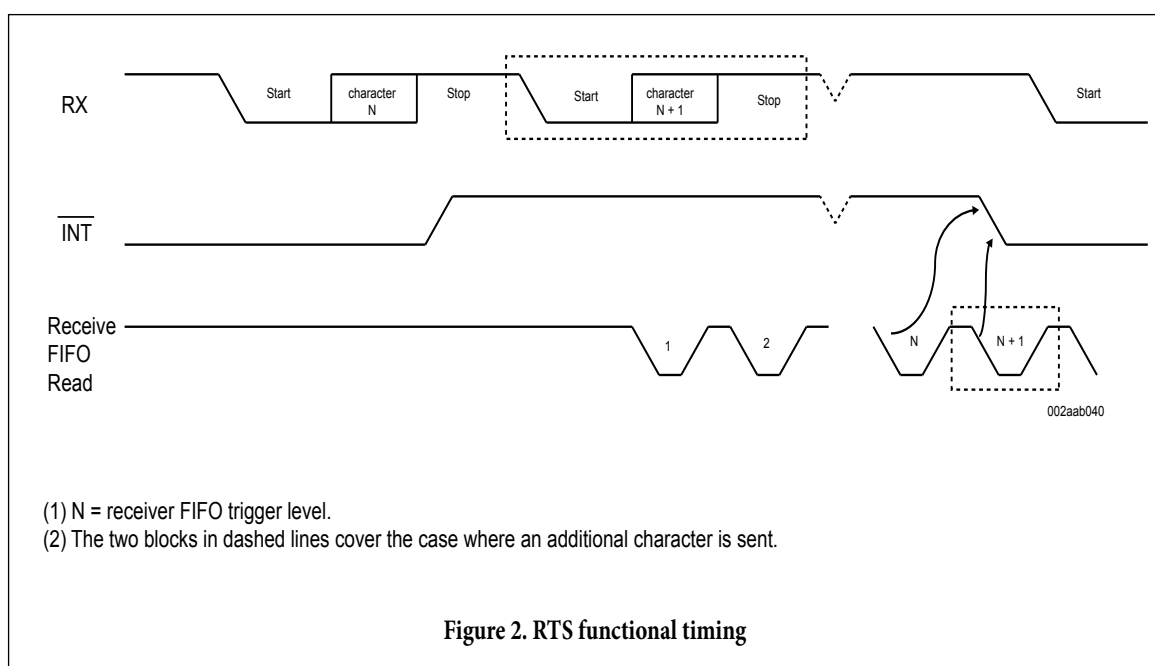 RX
Start
character
N
Stop
Start
character
N + 1
Stop
Start
INT
Receive
FIFO
Read
1
2
N
N + 1
002aab040
(1) N = receiver FIFO trigger level.
(2) The two blocks in dashed lines cover the case where an additional character is sent.
Figure 2. RTS functional timing